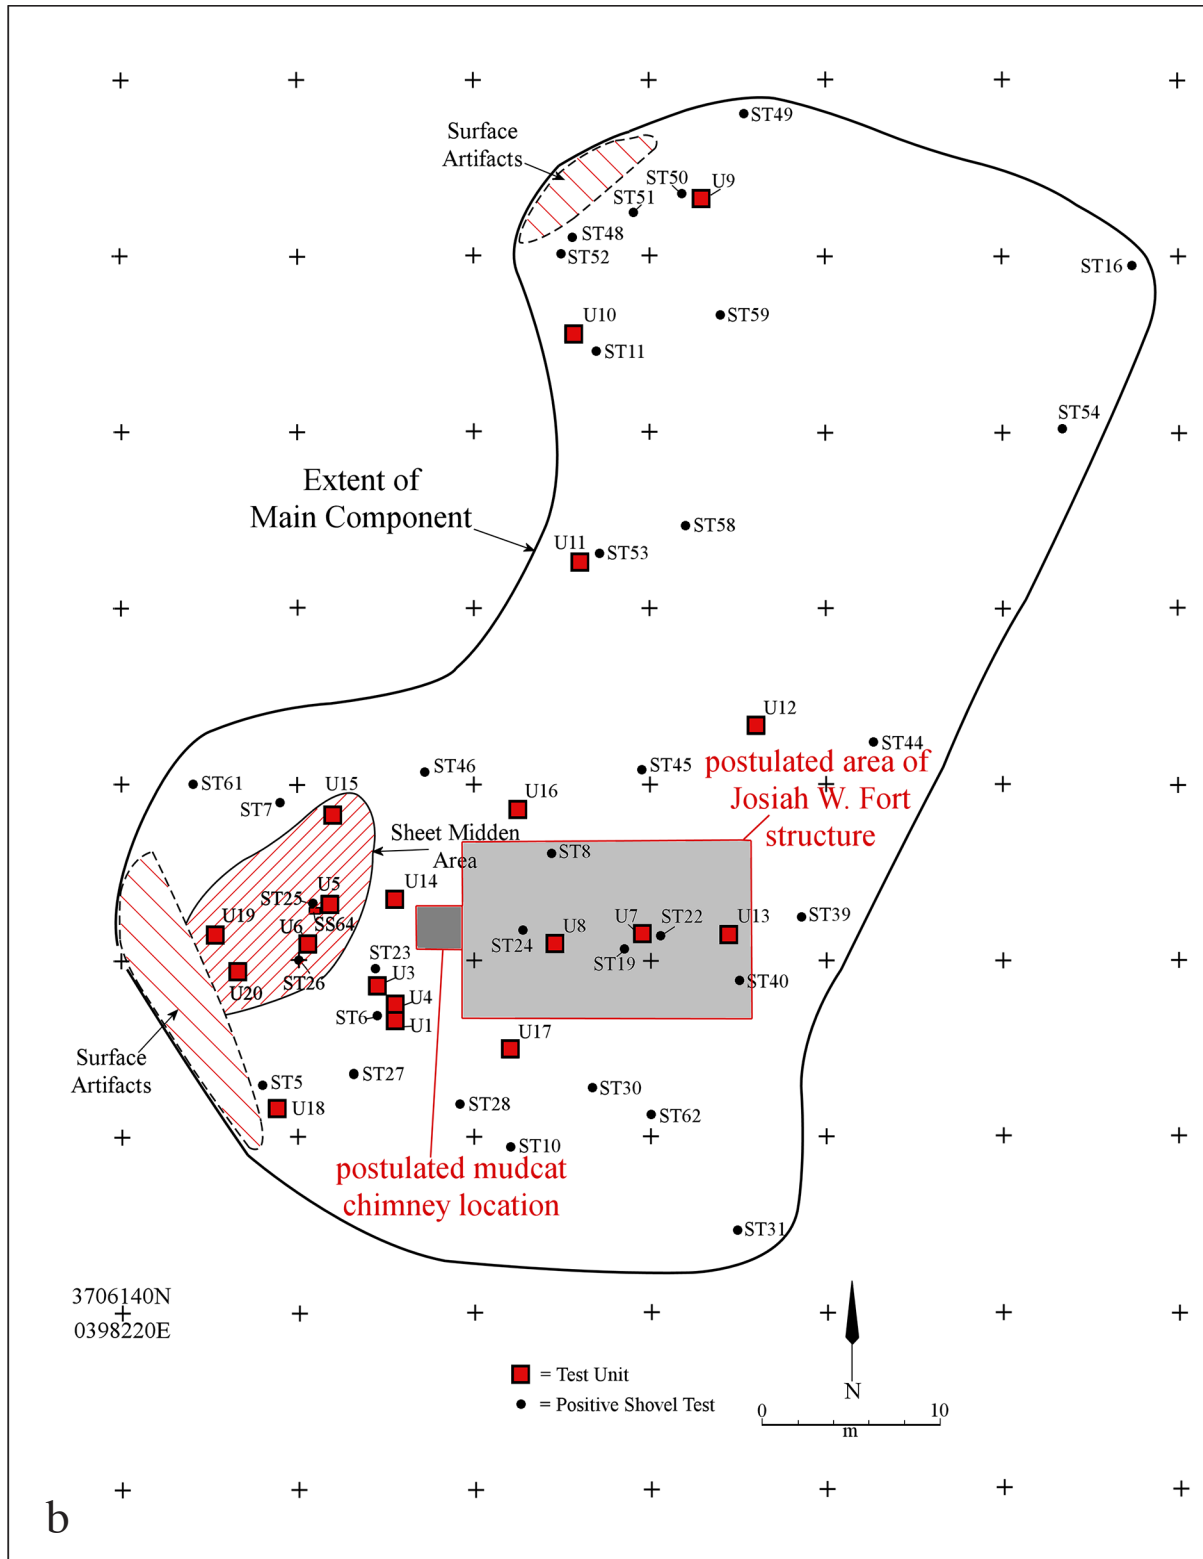 ST49
Surface
Artifacts
ST50
U9
ST51
ST48
ST52
ST16
U10
ST59
ST11
ST54
Extent of
Main Component
ST58
U11
ST53
U12
ST44
ST46
ST45
postulated area of
Josiah W. Fort
structure
ST61
U15
ST7
U16
Sheet Midden
Area
ST8
U14
ST25
U5
SS64
U19
U6
U8
U7
ST22
U13
ST39
ST24
ST19
ST23
ST26
U20
U3
ST40
U4
ST6
U1
U17
Surface
Artifacts
ST5
ST27
U18
ST28
ST30
ST62
ST10
postulated mudcat
chimney location
ST31
3706140N
0398220E
= Test Unit
= Positive Shovel Test
N
0 10
m
b